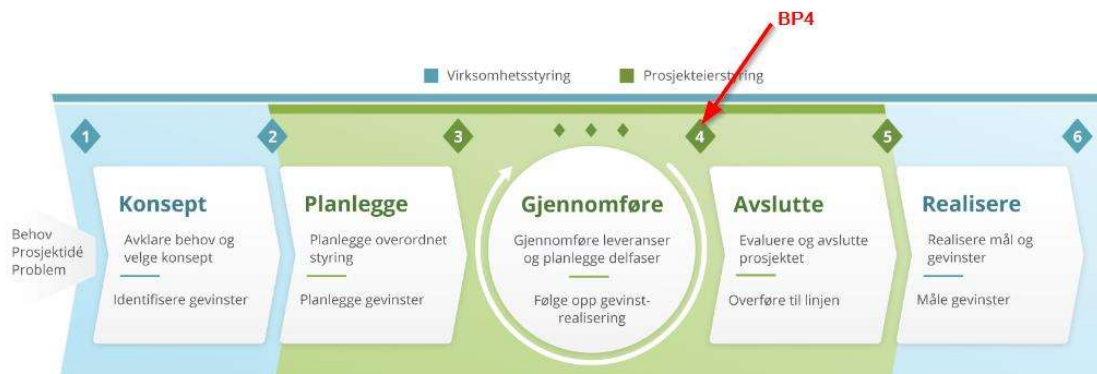 BP4
Virksomhetsstyring
Prosjekteierstyring
1
2
3
4
5
6
Behov
Prosjektidé
Problem
Konsept
Avklare behov og
velge konsept
Identifisere gevinster
Planlegge
Planlegge overordnet
styring
Planlegge gevinster
Gjennomføre
Gjennomføre leveranser
og planlegge delfaser
Følge opp gevinst-
realisering
Avslutte
Evaluere og avslutte
prosjektet
Overføre til linjen
Realisere
Realisere mål og
gevinster
Måle gevinster